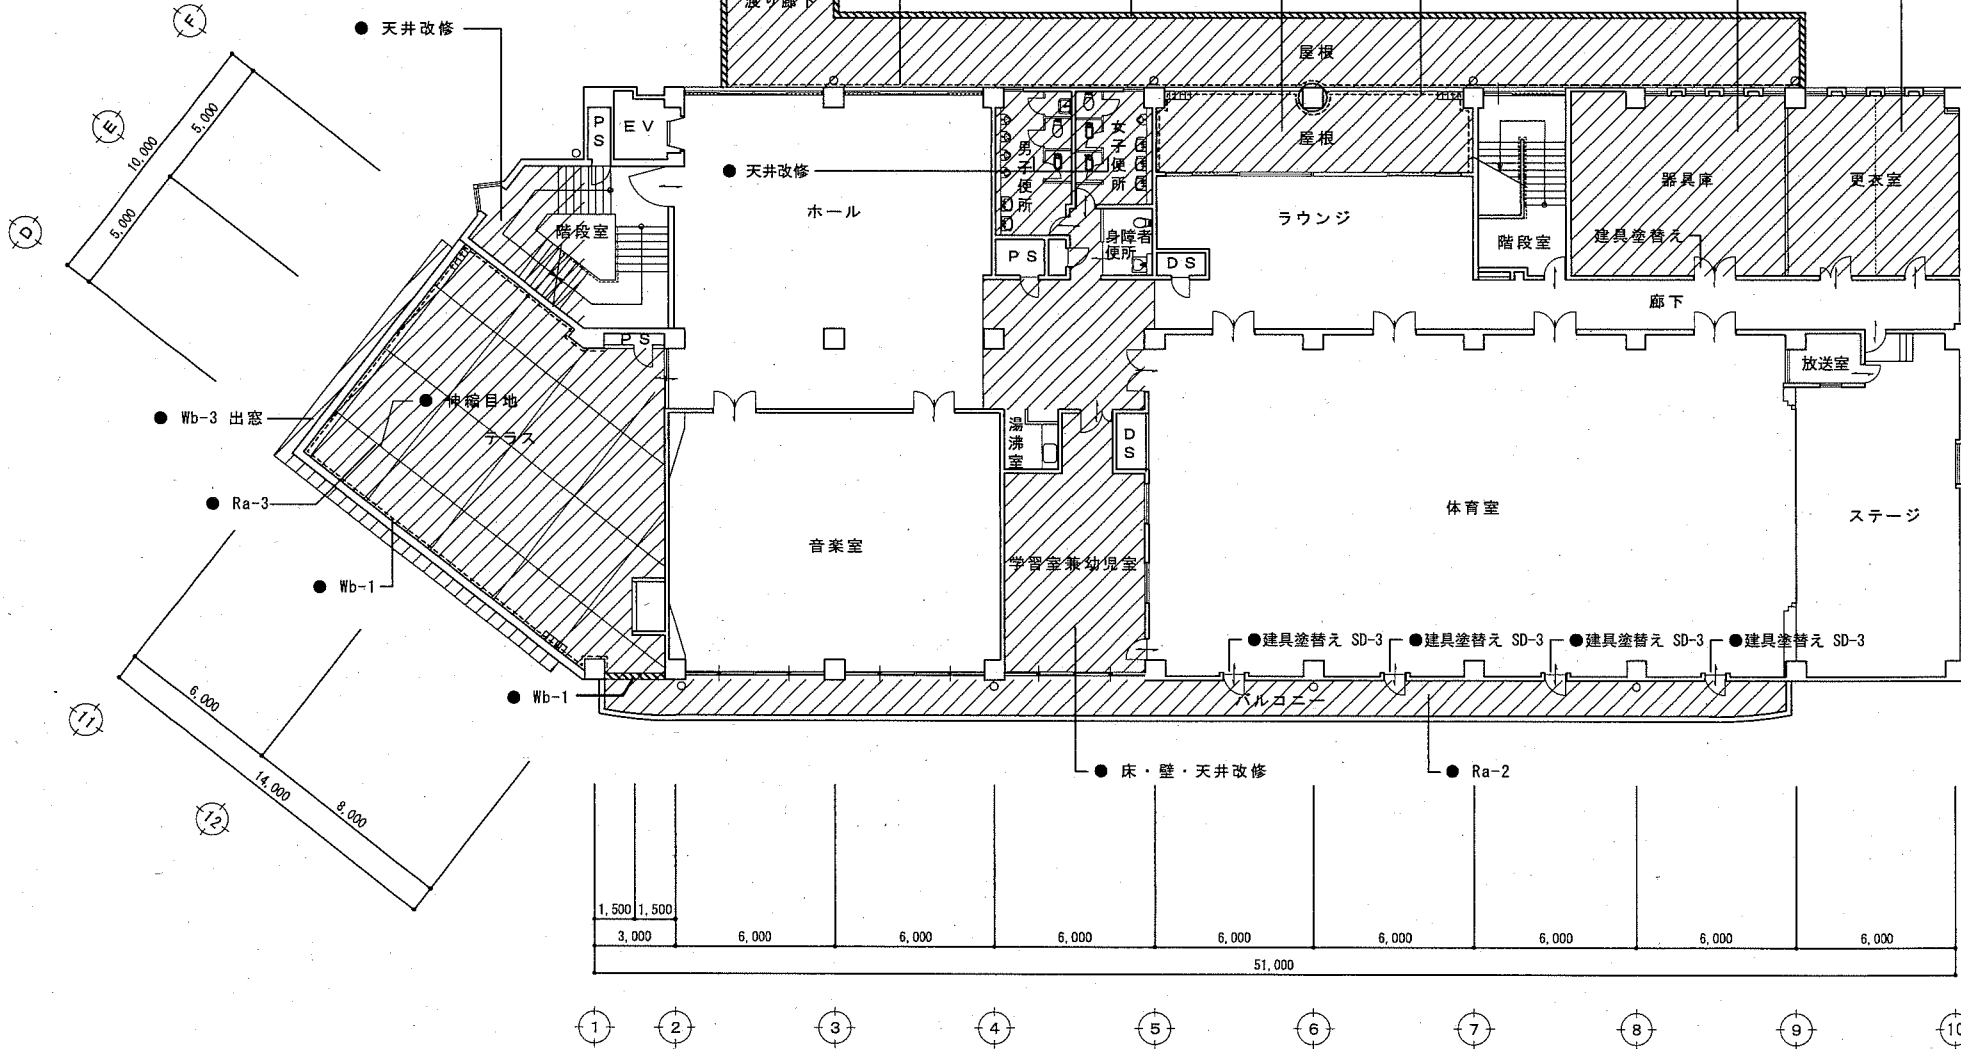 渡り廊下
F
● 天井改修
屋根
E
10,000
5,000
5,000
D
PS
EV
男子便所
女子便所
屋根
● 天井改修
ホール
ラウンジ
器具庫
更衣室
階段室
身障者
便所
階段室
建具塗替え
PS
DS
廊下
PS
放送室
● Wb-3 出窓
● 伸縮目地
テラス
湯沸室
DS
● Ra-3
体育室
ステージ
音楽室
学習室兼幼児室
● Wb-1
●建具塗替え SD-3
●建具塗替え SD-3
●建具塗替え SD-3
●建具塗替え SD-3
● Wb-1
バルコニー
● 床・壁・天井改修
● Ra-2
11
6,000
14,000
8,000
12
1,500
1,500
3,000
6,000
6,000
6,000
6,000
6,000
6,000
6,000
6,000
51,000
1
2
3
4
5
6
7
8
9
10